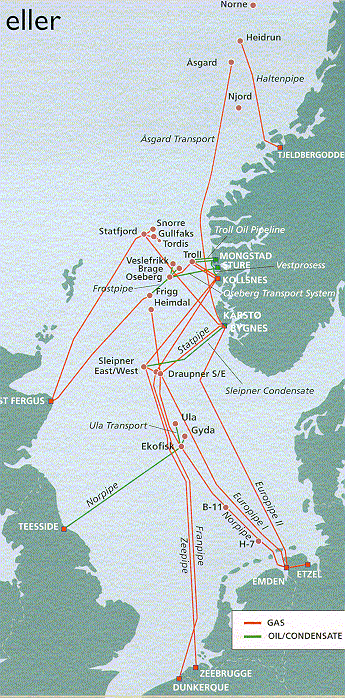 eller
Norne
Heidrun
Åsgard
Haltenpipe
Njord
Åsgard Transport
TJELDBERGODDE
Snorre
Statfjord
Gullfaks
Tordis
Troll Oil Pipeline
Veslefrikk
Troll
MONGSTAD
Brage
STURE
Vestprosess
Oseberg
KOLLSNES
Frostpipe
Frigg
Oseberg Transport System
Heimdal
KÅRSTØ
BYGNES
Statpipe
Sleipner
East/West
Draupner S/E
Sleipner Condensate
ST FERGUS
Ula
Ula Transport
Gyda
Ekofisk
Norpipe
Europipe II
Europipe I
B-11
Norpipe
TEESSIDE
Franpipe
Zeepipe
H-7
ETZEL
EMDEN
GAS
OIL/CONDENSATE
ZEEBRUGGE
DUNKERQUE